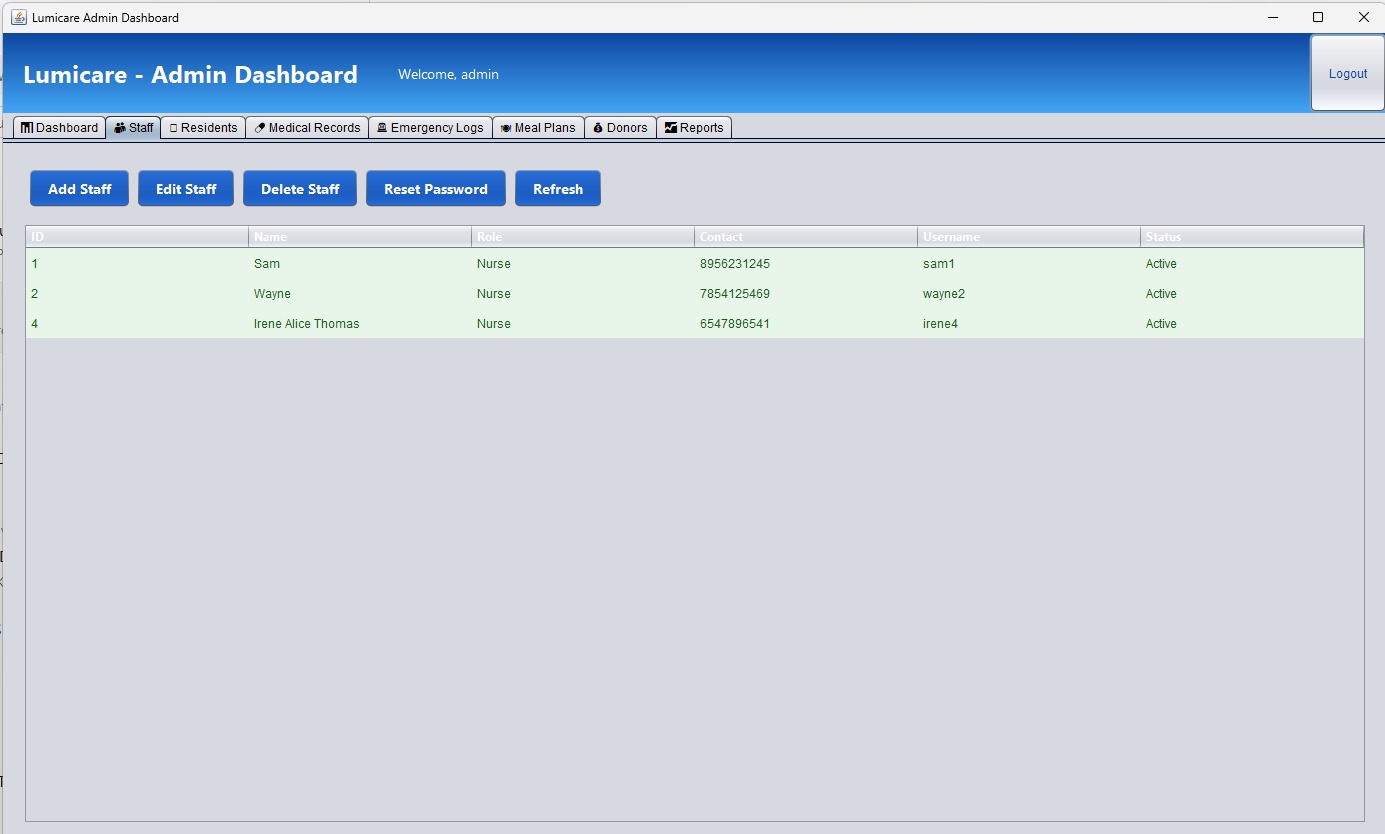 Lumicare Admin Dashboard
Lumicare - Admin Dashboard Welcome, admin Logout
Dashboard Staff Residents Medical Records Emergency Logs Meal Plans Donors Reports
Add Staff Edit Staff Delete Staff Reset Password Refresh
ID Name Role Contact Username Status
1 Sam Nurse 8956231245 sam1 Active
2 Wayne Nurse 7854125469 wayne2 Active
4 Irene Alice Thomas Nurse 6547896541 irene4 Active